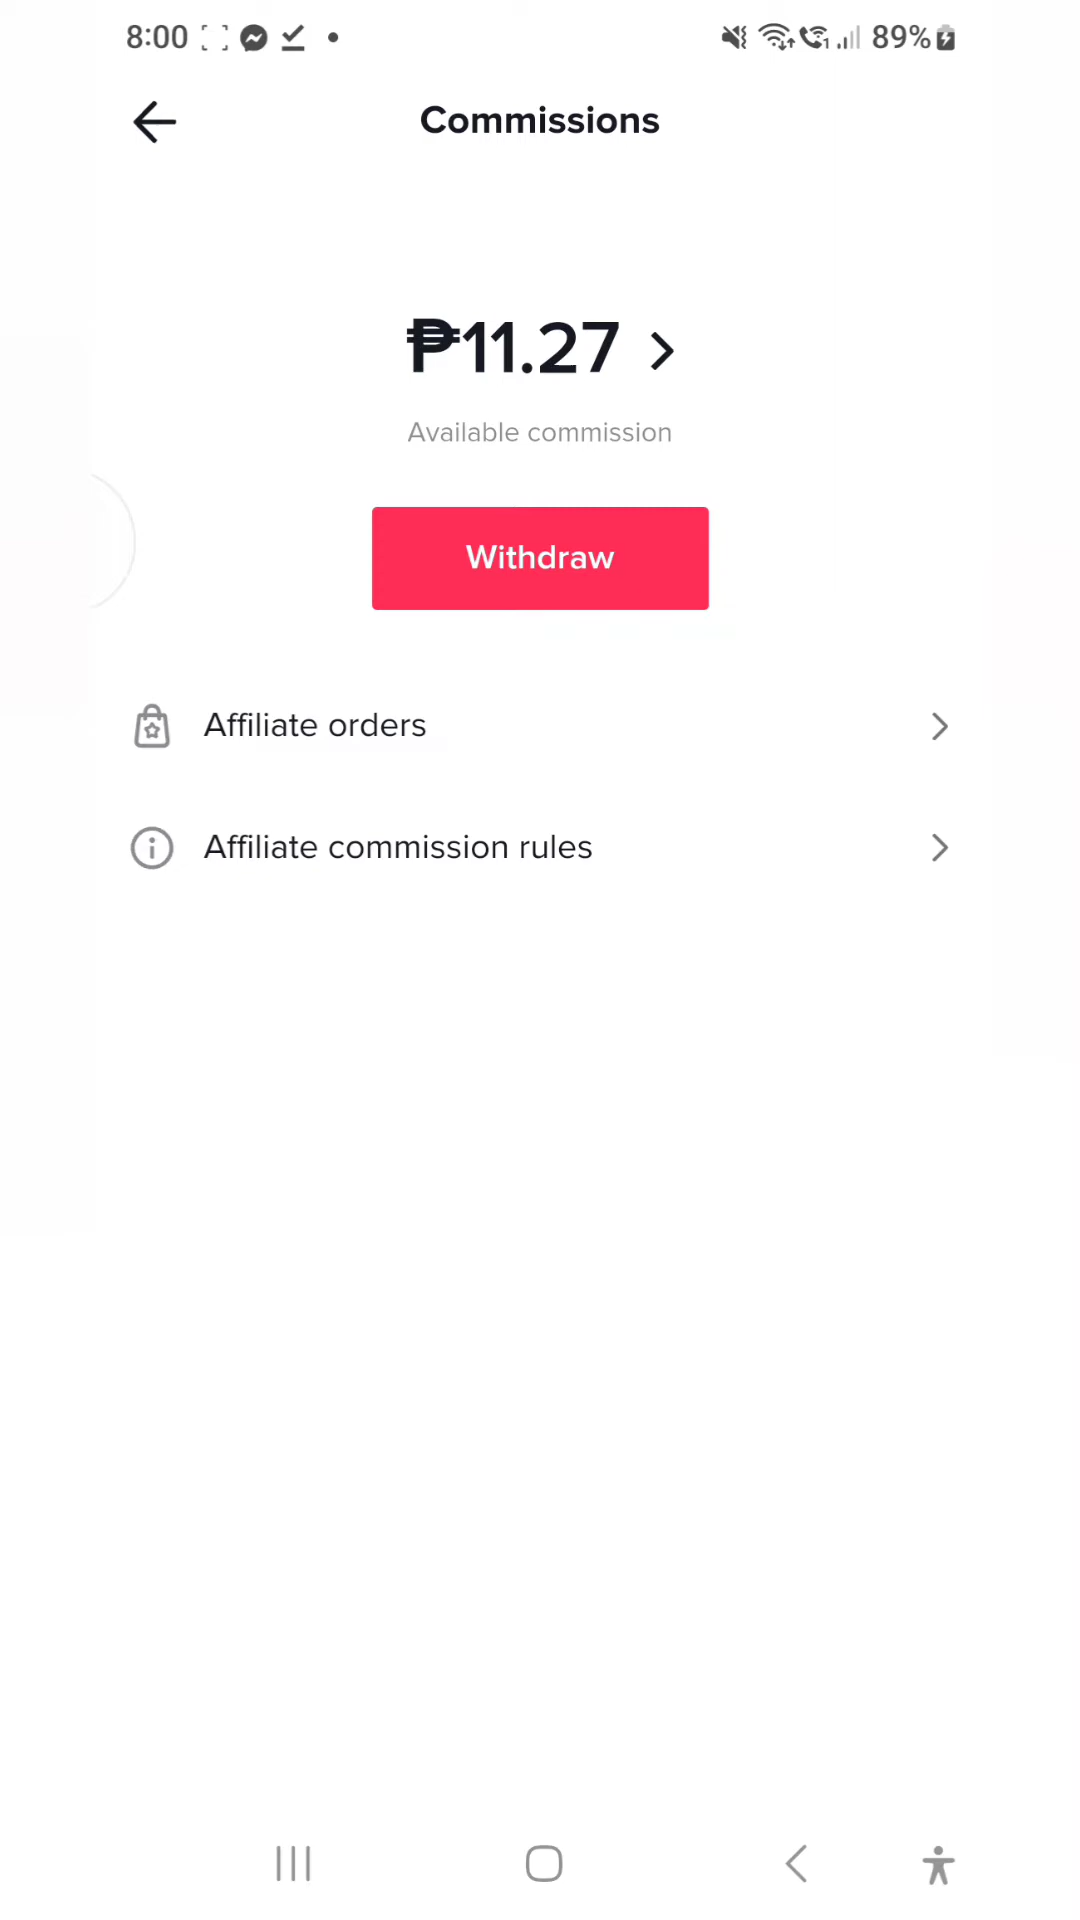 8:00 89%
Commissions
₱11.27
Available commission
Withdraw
Affiliate orders
Affiliate commission rules